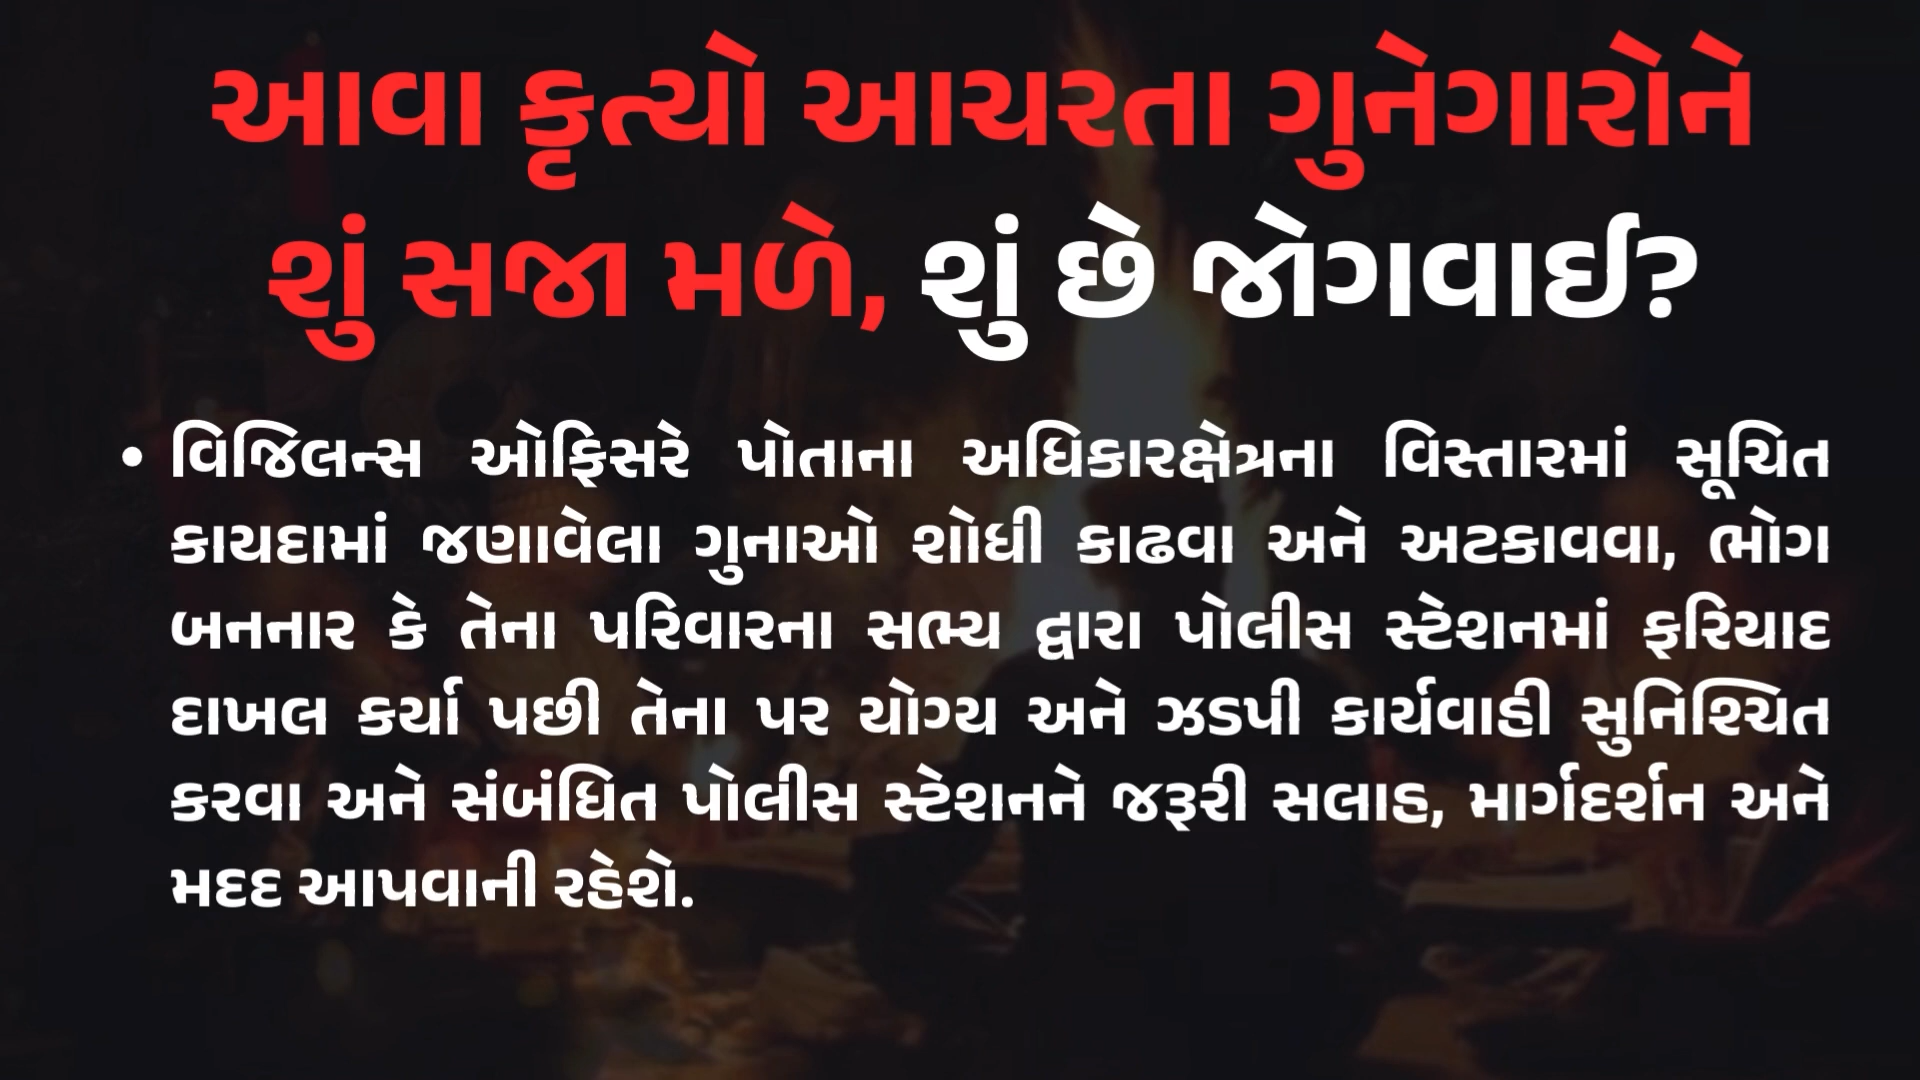 આવા કૃત્યો આચરતા ગુનેગારોને
શું સજા મળે, શું છે જોગવાઈ?
• વિજિલન્સ ઓફિસરે પોતાના અધિકારક્ષેત્રના વિસ્તારમાં સૂચિત
કાયદામાં જણાવેલા ગુનાઓ શોધી કાઢવા અને અટકાવવા, ભોગ
બનનાર કે તેના પરિવારના સભ્ય દ્વારા પોલીસ સ્ટેશનમાં ફરિયાદ
દાખલ કર્યા પછી તેના પર યોગ્ય અને ઝડપી કાર્યવાહી સુનિશ્ચિત
કરવા અને સંબંધિત પોલીસ સ્ટેશનને જરૂરી સલાહ, માર્ગદર્શન અને
મદદ આપવાની રહેશે.